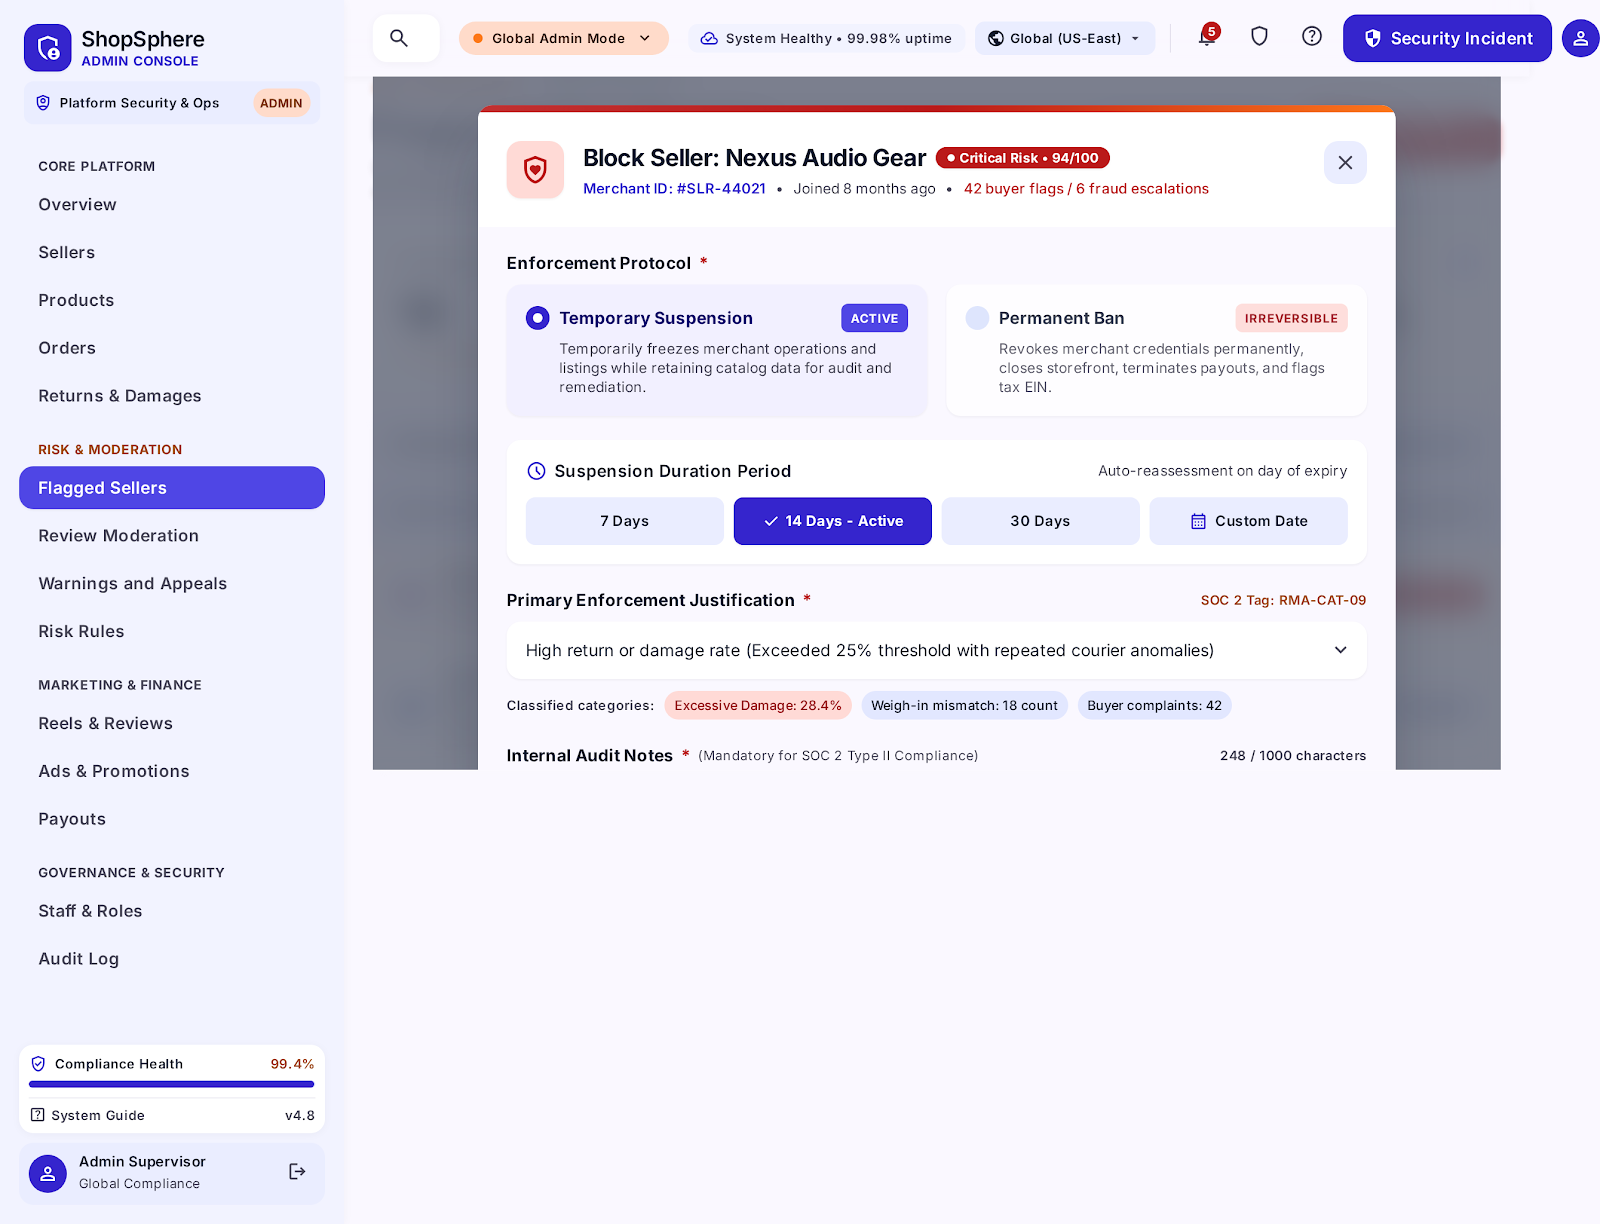 ShopSphere
ADMIN CONSOLE
Platform Security & Ops
ADMIN
CORE PLATFORM
Overview
Sellers
Products
Orders
Returns & Damages
RISK & MODERATION
Flagged Sellers
Review Moderation
Warnings and Appeals
Risk Rules
MARKETING & FINANCE
Reels & Reviews
Ads & Promotions
Payouts
GOVERNANCE & SECURITY
Staff & Roles
Audit Log
Compliance Health 99.4%
System Guide v4.8
Admin Supervisor
Global Compliance
Global Admin Mode
System Healthy • 99.98% uptime
Global (US-East)
5
Security Incident
Block Seller: Nexus Audio Gear
Critical Risk • 94/100
Merchant ID: #SLR-44021 • Joined 8 months ago • 42 buyer flags / 6 fraud escalations
Enforcement Protocol *
Temporary Suspension
ACTIVE
Temporarily freezes merchant operations and
listings while retaining catalog data for audit and
remediation.
Permanent Ban
IRREVERSIBLE
Revokes merchant credentials permanently,
closes storefront, terminates payouts, and flags
tax EIN.
Suspension Duration Period
Auto-reassessment on day of expiry
7 Days
14 Days - Active
30 Days
Custom Date
Primary Enforcement Justification *
SOC 2 Tag: RMA-CAT-09
High return or damage rate (Exceeded 25% threshold with repeated courier anomalies)
Classified categories:
Excessive Damage: 28.4%
Weigh-in mismatch: 18 count
Buyer complaints: 42
Internal Audit Notes * (Mandatory for SOC 2 Type II Compliance)
248 / 1000 characters